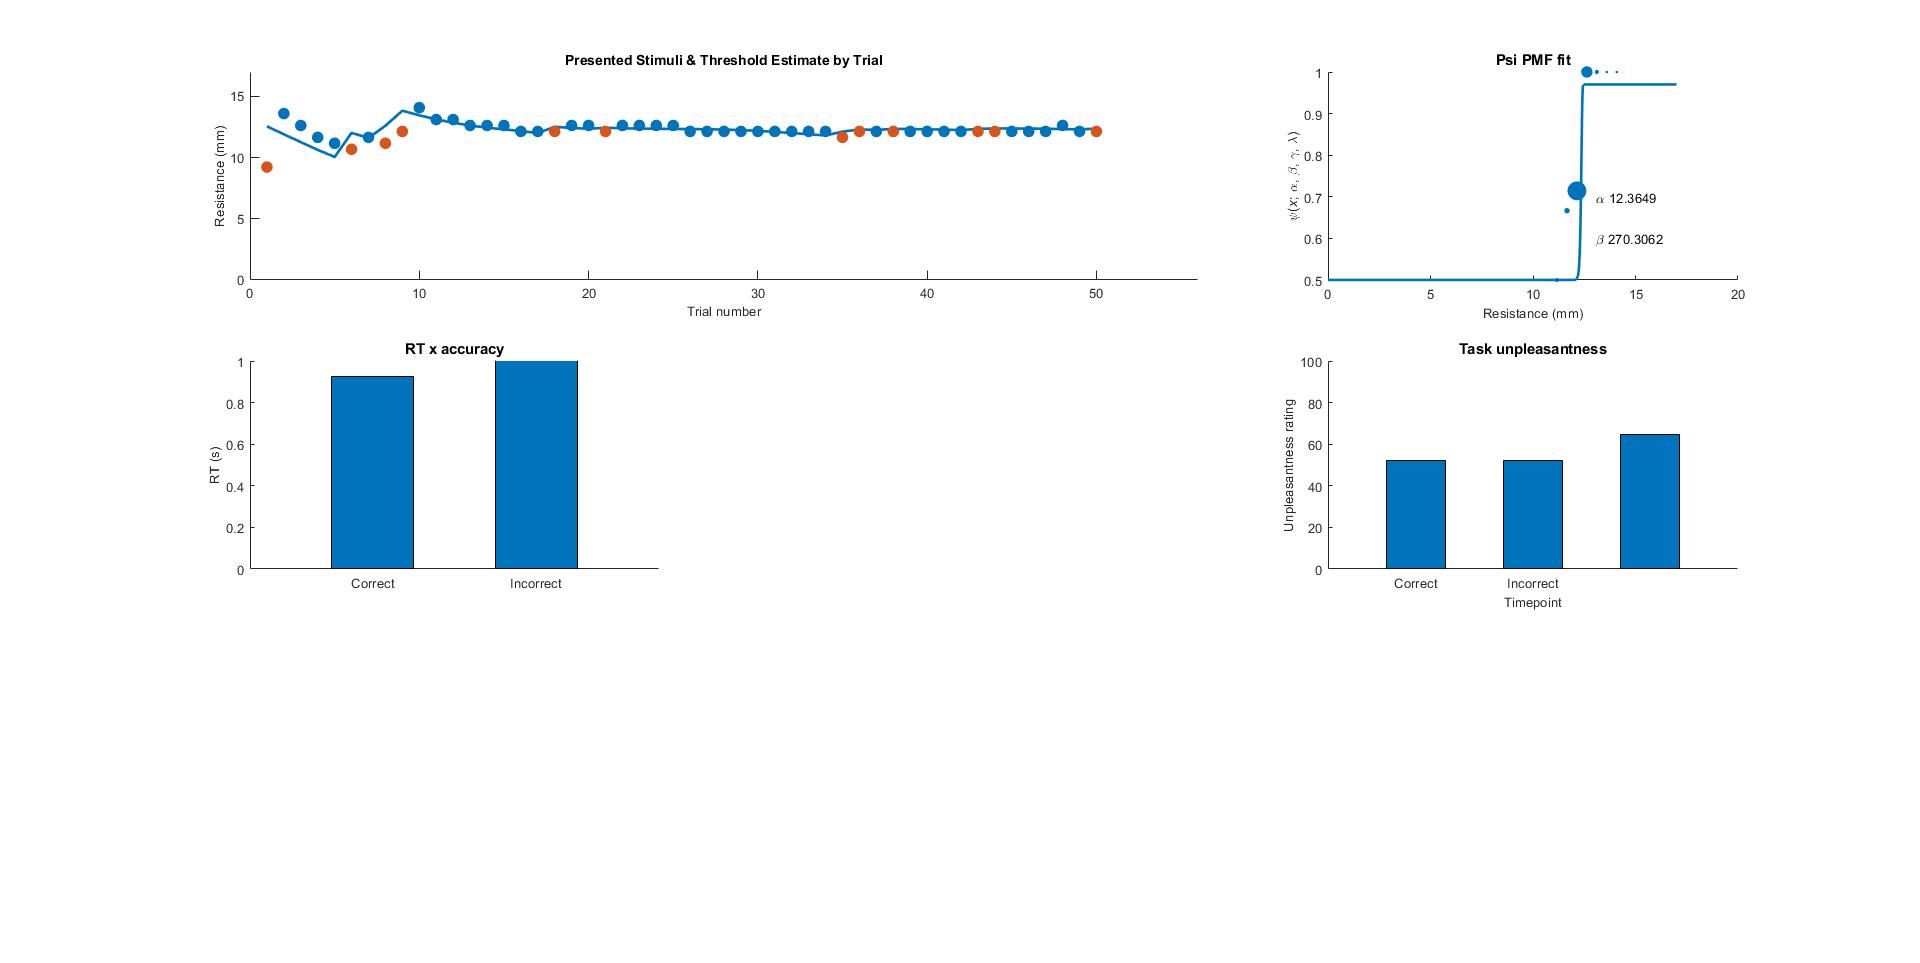 Presented Stimuli & Threshold Estimate by Trial
15
10
5
0
Resistance (mm)
0 10 20 30 40 50
Trial number
Psi PMF fit
1
0.9
0.8
0.7
0.6
0.5
ψ(x; α, β, γ, λ)
α 12.3649
β 270.3062
0 5 10 15 20
Resistance (mm)
RT x accuracy
1
0.8
0.6
0.4
0.2
0
RT (s)
Correct Incorrect
Task unpleasantness
100
80
60
40
20
0
Unpleasantness rating
Correct Incorrect
Timepoint